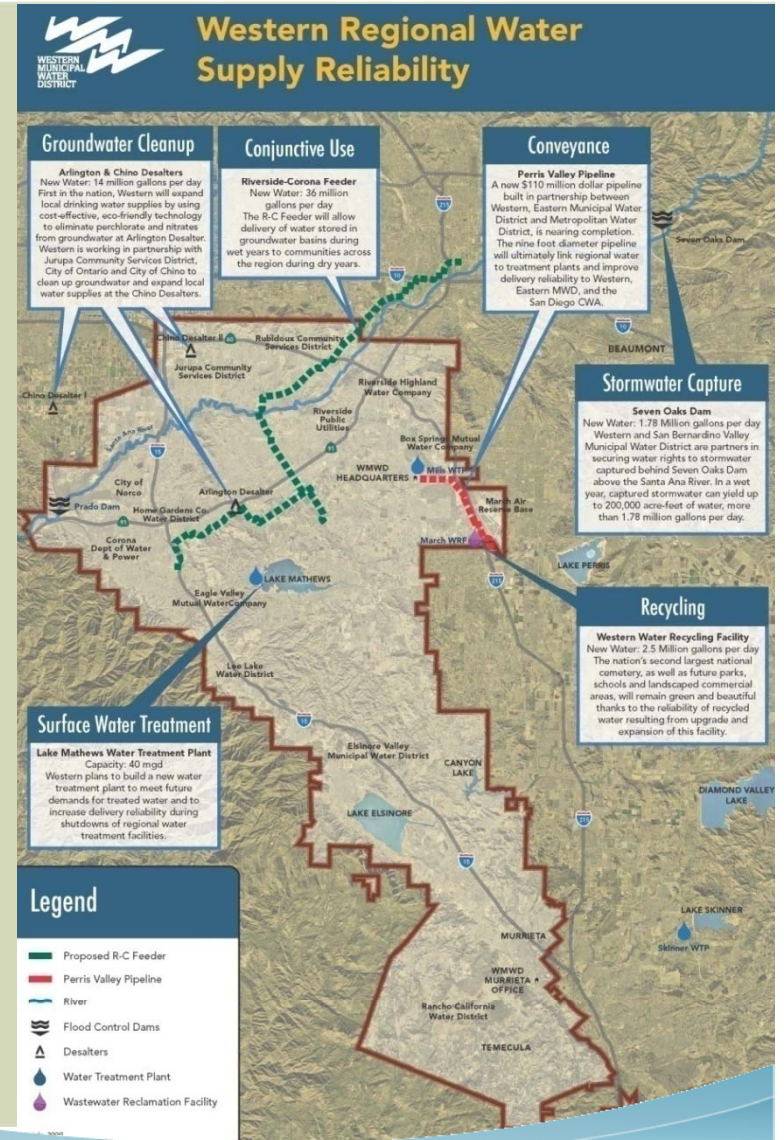 WESTERN
MUNICIPAL
WATER
DISTRICT
Western Regional Water
Supply Reliability
Groundwater Cleanup
Arlington & Chino Desalters
New Water: 14 million gallons per day
First in the nation, Western will expand
local drinking water supplies by using
cost-effective, eco-friendly technology
to eliminate perchlorate and nitrates
from groundwater at Arlington Desalter.
Western is working in partnership with
Jurupa Community Services District,
City of Ontario and City of Chino to
clean up groundwater and expand local
water supplies at the Chino Desalters.
Conjunctive Use
Riverside-Corona Feeder
New Water: 36 million
gallons per day
The R-C Feeder will allow
delivery of water stored in
groundwater basins during
wet years to communities across
the region during dry years.
Conveyance
Perris Valley Pipeline
A new $110 million dollar pipeline
built in partnership between
Western, Eastern Municipal Water
District and Metropolitan Water
District, is nearing completion.
The nine foot diameter pipeline
will ultimately link regional water
to treatment plants and improve
delivery reliability to Western,
Eastern MWD, and the
San Diego CWA.
215
10
Seven Oaks Dam
10
BEAUMONT
Stormwater Capture
Seven Oaks Dam
New Water: 1.78 Million gallons per day
Western and San Bernardino Valley
Municipal Water District are partners in
securing water rights to stormwater
captured behind Seven Oaks Dam
above the Santa Ana River. In a wet
year, captured stormwater can yield up
to 200,000 acre-feet of water, more
than 1.78 million gallons per day.
Chino Desalter II
60
Rubidoux Community
Services District
Jurupa Community
Services District
Chino Desalter I
Riverside Highland
Water Company
Riverside
Public
Utilities
Santa Ana River
15
91
Box Springs Mutual
Water Company
WMWD
HEADQUARTERS
Mills WTP
City of
Norco
Arlington Desalter
March Air
Reserve Base
Prado Dam
Home Gardens Co.
Water District
91
Corona
Dept of Water
& Power
March WRF
LAKE PERRIS
215
LAKE MATHEWS
Eagle Valley
Mutual WaterCompany
Recycling
Western Water Recycling Facility
New Water: 2.5 Million gallons per day
The nation's second largest national
cemetery, as well as future parks,
schools and landscaped commercial
areas, will remain green and beautiful
thanks to the reliability of recycled
water resulting from upgrade and
expansion of this facility.
Lee Lake
Water District
Surface Water Treatment
Lake Mathews Water Treatment Plant
Capacity: 40 mgd
Western plans to build a new water
treatment plant to meet future
demands for treated water and to
increase delivery reliability during
shutdowns of regional water
treatment facilities.
15
Elsinore Valley
Municipal Water District
CANYON
LAKE
DIAMOND VALLEY
LAKE
LAKE ELSINORE
215
15
LAKE SKINNER
Skinner WTP
MURRIETA
WMWD
MURRIETA
OFFICE
Rancho California
Water District
TEMECULA
Legend
Proposed R-C Feeder
Perris Valley Pipeline
River
Flood Control Dams
Desalters
Water Treatment Plant
Wastewater Reclamation Facility